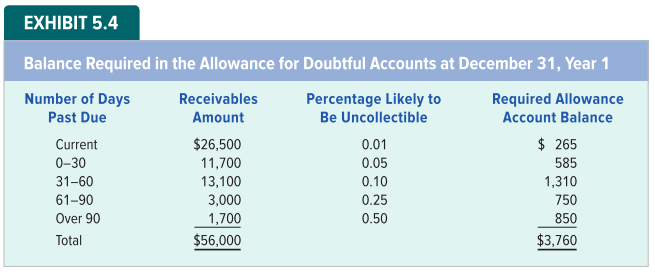 EXHIBIT 5.4
Balance Required in the Allowance for Doubtful Accounts at December 31, Year 1
Number of Days Receivables Percentage Likely to Required Allowance
Past Due Amount Be Uncollectible Account Balance
Current $26,500 0.01 $ 265
0–30 11,700 0.05 585
31–60 13,100 0.10 1,310
61–90 3,000 0.25 750
Over 90 1,700 0.50 850
Total $56,000 $3,760